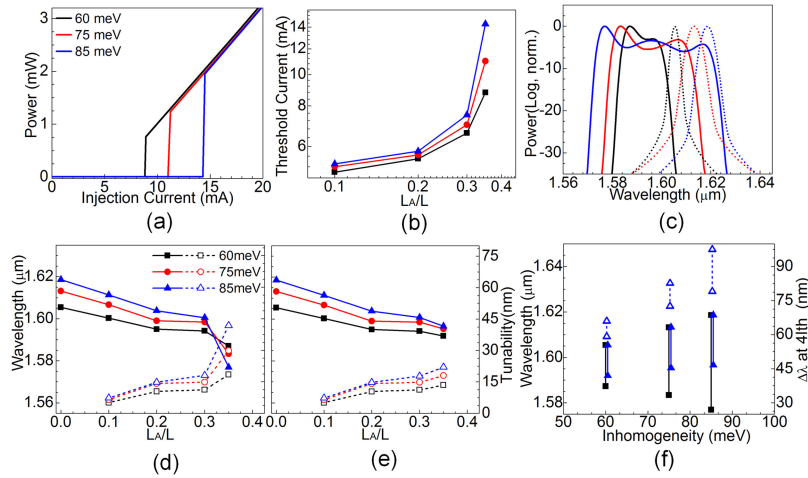 3
2
1
0
Power (mW)
60 meV
75 meV
85 meV
0
5
10
15
20
Injection Current (mA)
(a)
14
12
10
8
6
Threshold Current (mA)
0.1
0.2
0.3
0.4
LA/L
(b)
0
-10
-20
-30
Power(Log, norm.)
1.56
1.58
1.60
1.62
1.64
Wavelength (μm)
(c)
1.62
1.60
1.58
1.56
Wavelength (μm)
60meV
75meV
85meV
0.0
0.1
0.2
0.3
0.4
LA/L
(d)
0.0
0.1
0.2
0.3
0.4
LA/L
(e)
75
60
45
30
15
0
Tunability(nm)
1.64
1.62
1.60
1.58
Wavelength (μm)
50
60
70
80
90
100
Inhomogeneity (meV)
90
75
60
45
30
Δλ at 4Ith (nm)
(f)